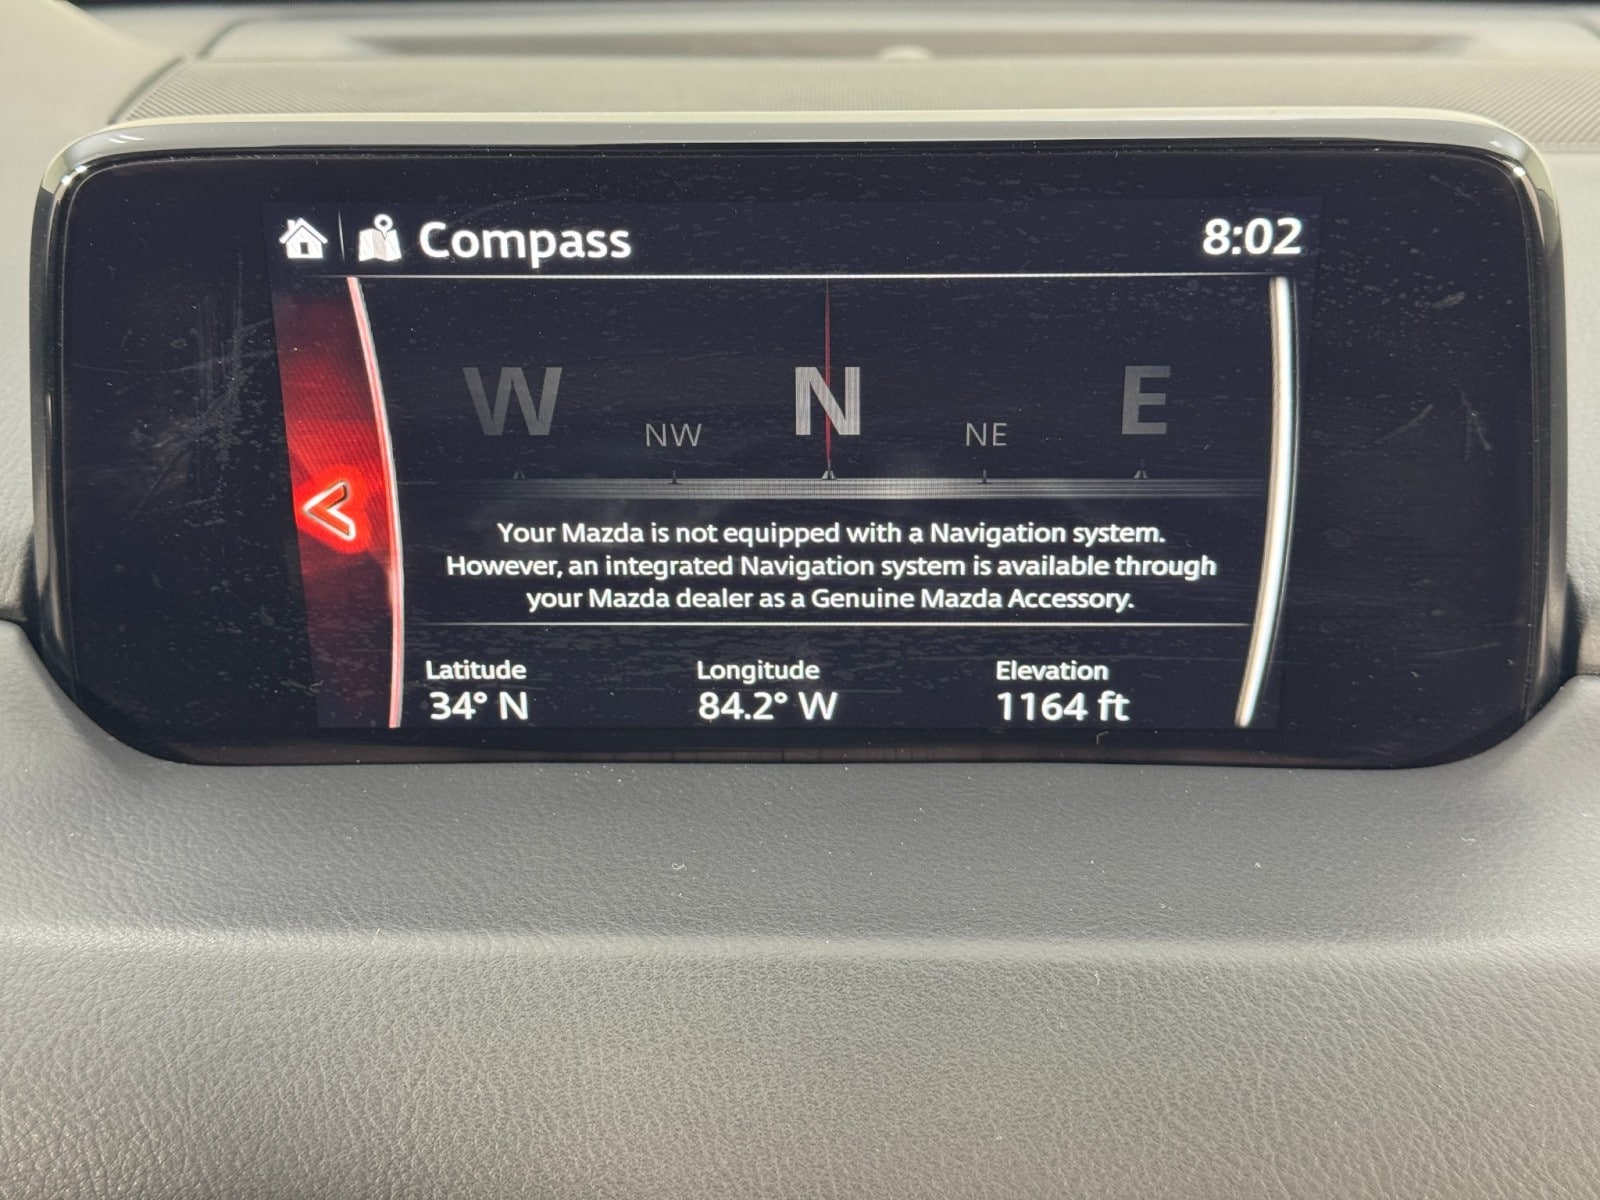 Compass 8:02
W NW N NE E
Your Mazda is not equipped with a Navigation system.
However, an integrated Navigation system is available through
your Mazda dealer as a Genuine Mazda Accessory.
Latitude Longitude Elevation
34° N 84.2° W 1164 ft